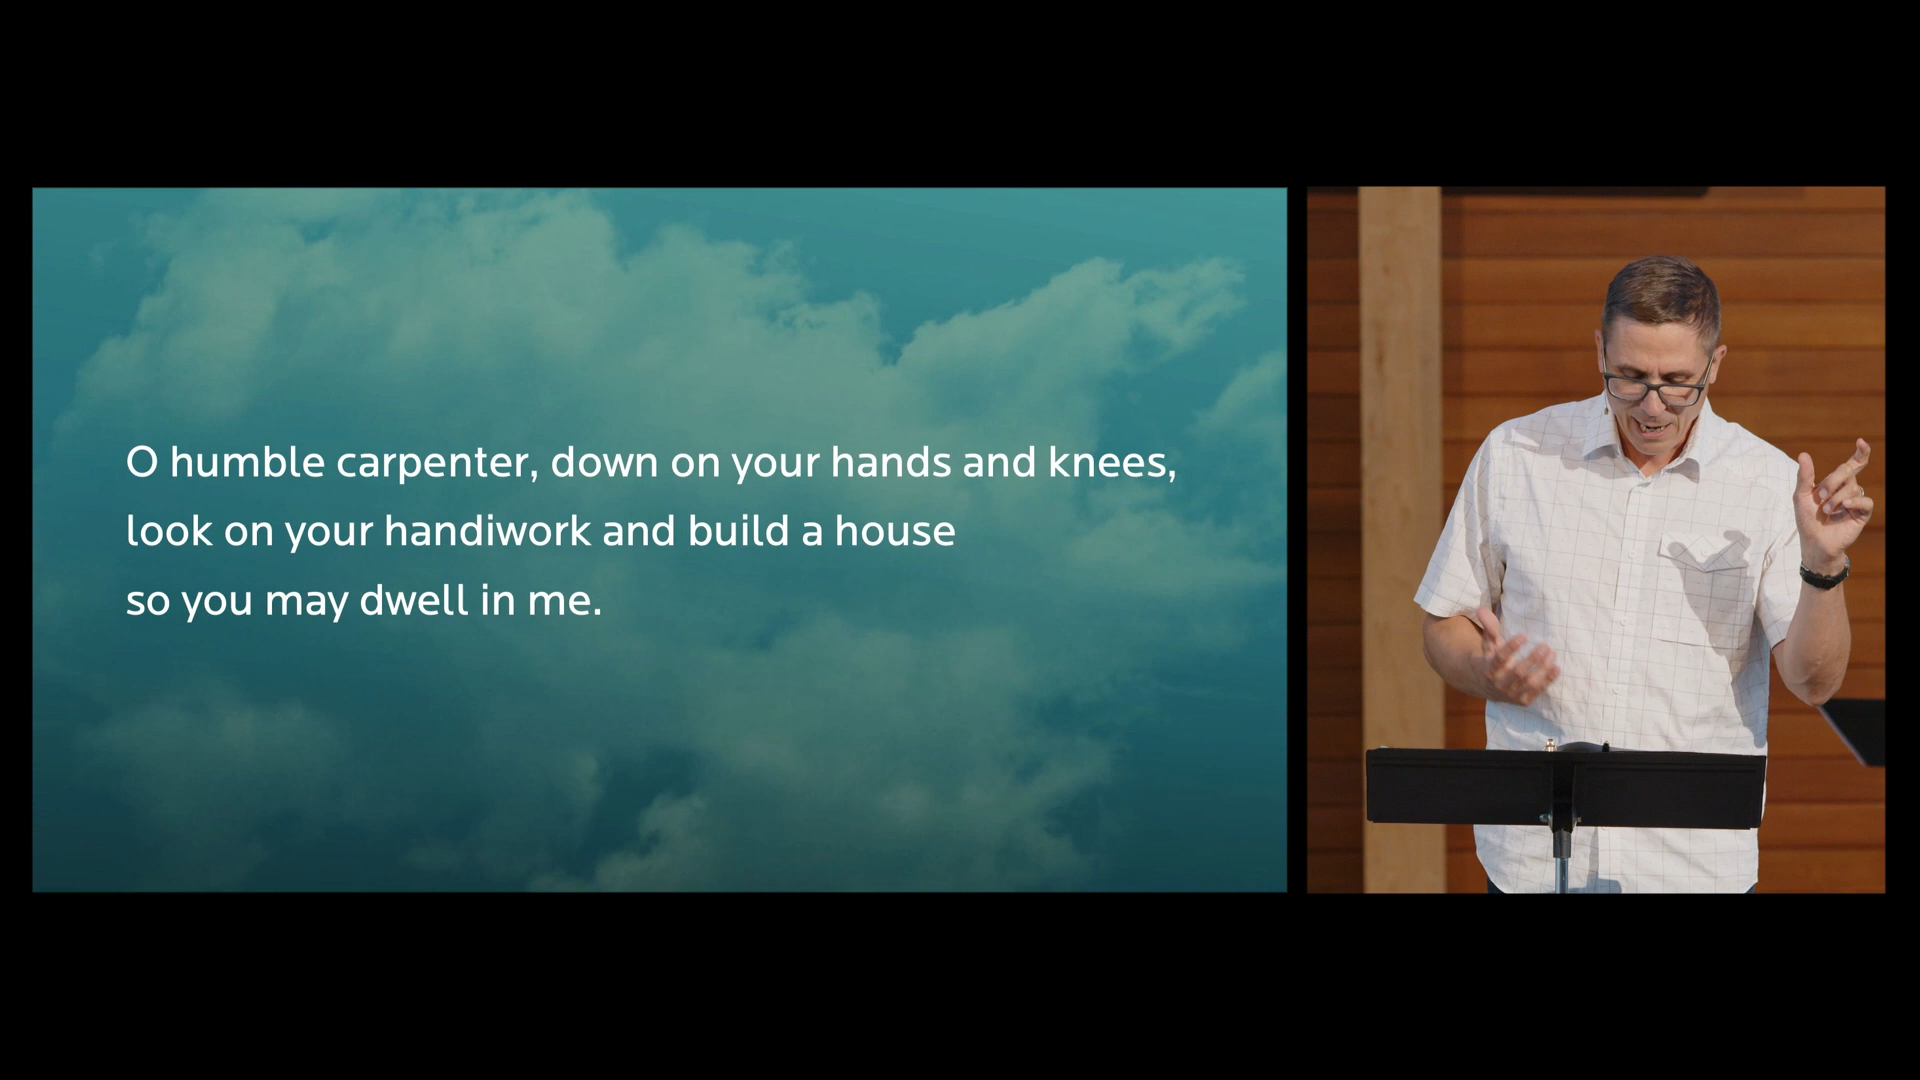 O humble carpenter, down on your hands and knees,
look on your handiwork and build a house
so you may dwell in me.